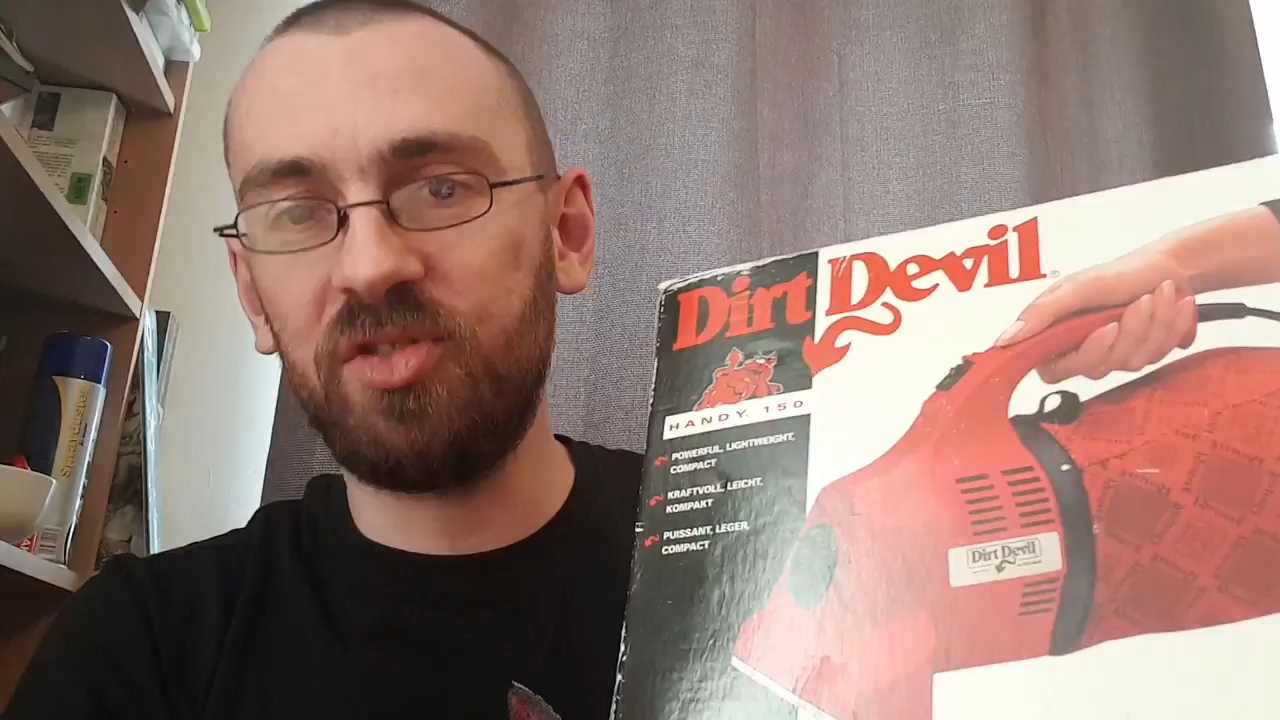 Dirt Devil®
HANDY 150
POWERFUL, LIGHTWEIGHT,
COMPACT
KRAFTVOLL, LEICHT,
KOMPAKT
PUISSANT, LEGER,
COMPACT
Dirt Devil